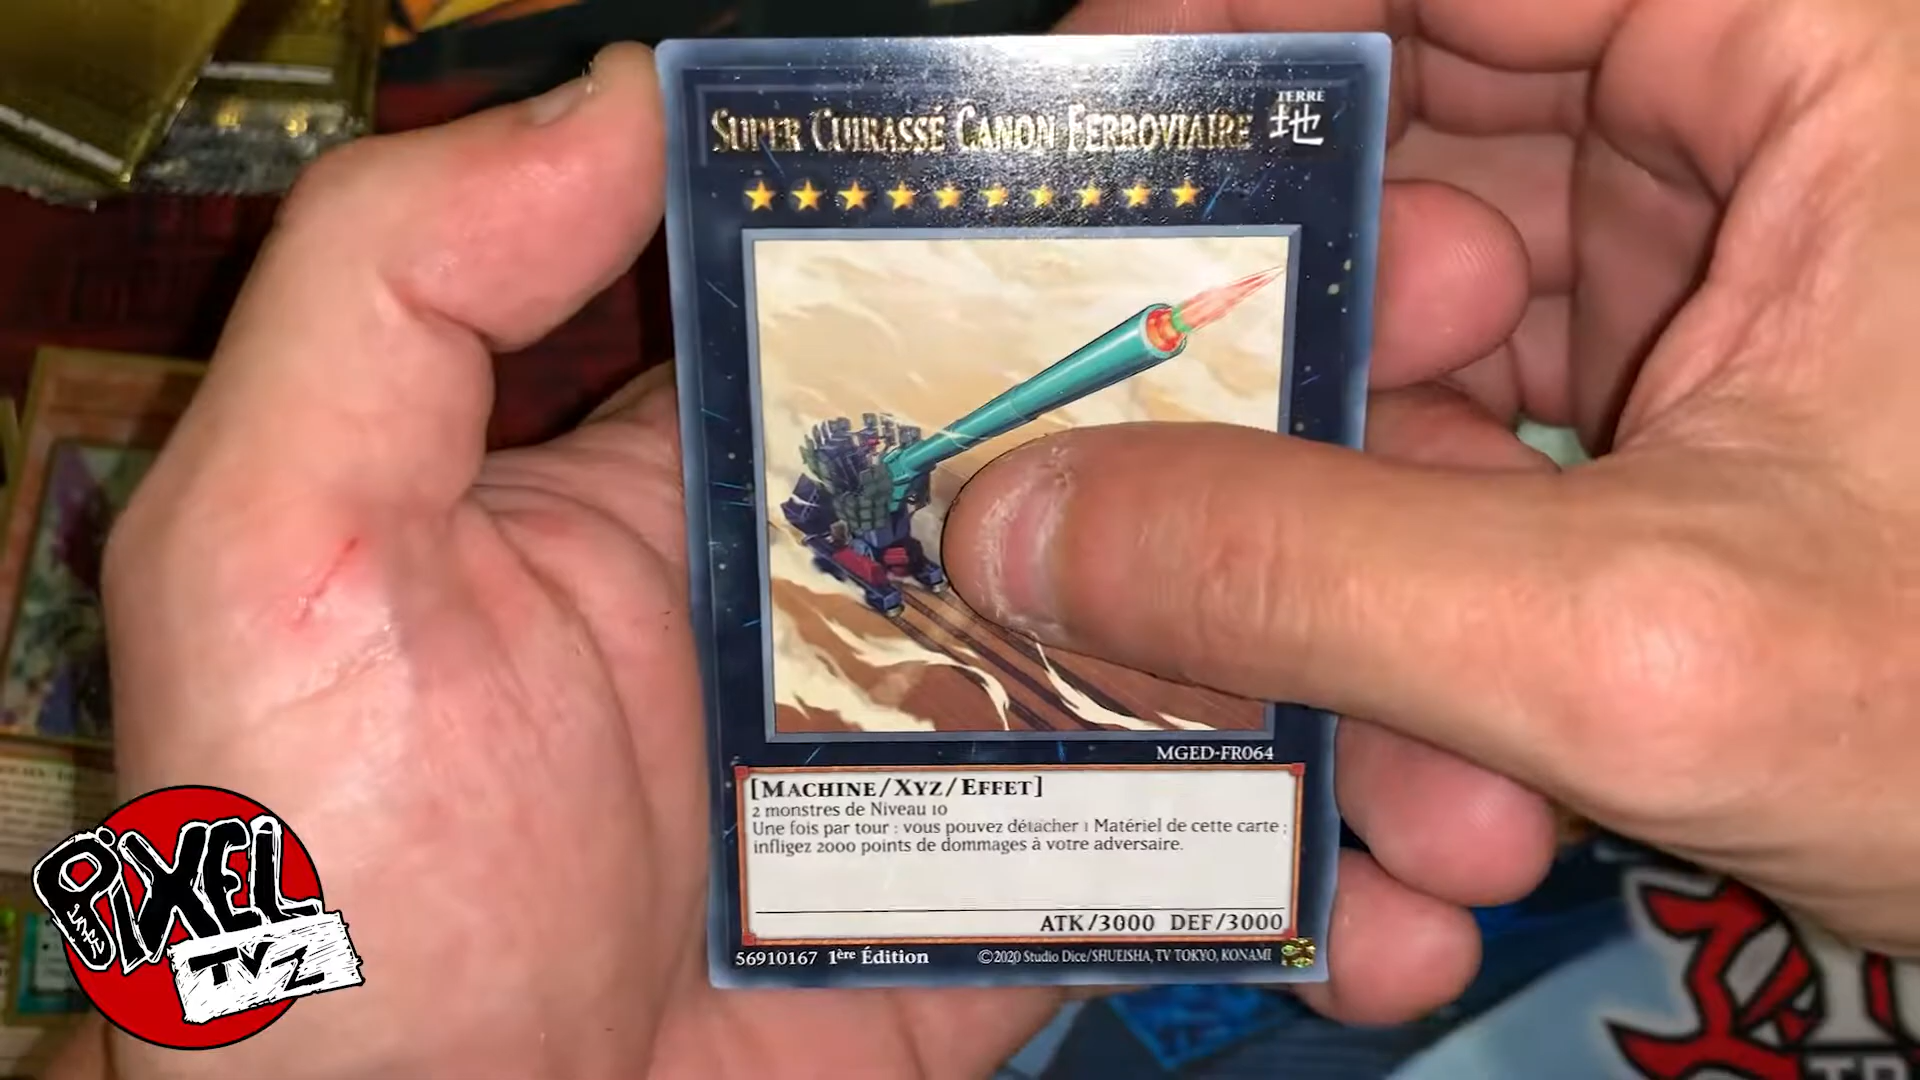 TERRE
SUPER CUIRASSÉ CANON FERROVIAIRE 地
MGED-FR064
[MACHINE/XYZ/EFFET]
2 monstres de Niveau 10
Une fois par tour : vous pouvez détacher 1 Matériel de cette carte ;
infligez 2000 points de dommages à votre adversaire.
ATK/3000 DEF/3000
56910167 1ère Édition ©2020 Studio Dice/SHUEISHA, TV TOKYO, KONAMI
PIXEL
TVZ